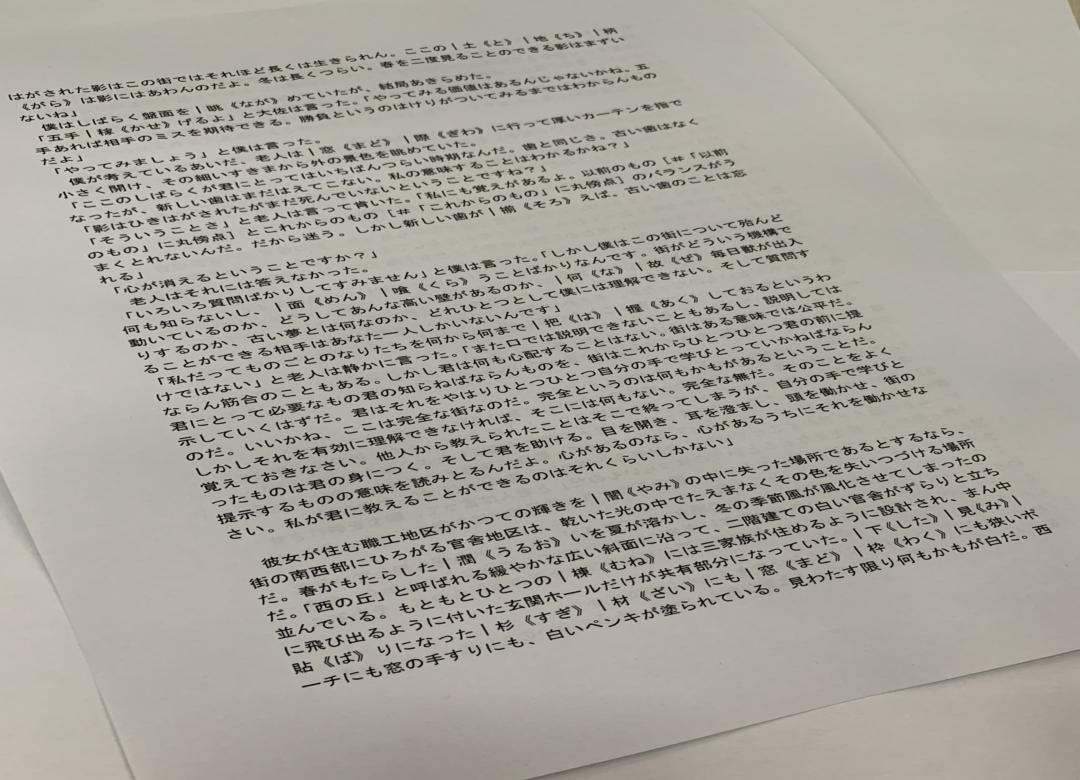 はがされた影はこの街ではそれほど長くは生きられん。ここの｜土《と》｜地《ち》｜柄
《がら》は影にはあわんのだよ。冬は長くつらい。春を二度見ることのできる影はまずい
ないね」
　僕はしばらく盤面を｜眺《なが》めていたが、結局あきらめた。
「五手｜稼《かせ》げるよ」と大佐は言った。「やってみる価値はあるんじゃないかね。五
手あれば相手のミスを期待できる。勝負というのはけりがついてみるまではわからんもの
だよ」
「やってみましょう」と僕は言った。
　僕が考えているあいだ、老人は｜窓《まど》｜際《ぎわ》に行って厚いカーテンを指で
小さく開け、その細いすきまから外の景色を眺めていた。
「ここのしばらくが君にとってはいちばんつらい時期なんだ。歯と同じさ。古い歯はなく
なったが、新しい歯はまだはえてこない。私の意味することはわかるかね？」
「影はひきはがされたがまだ死んでいないということですね？」
「そういうことさ」と老人は言って肯いた。「私にも覚えがあるよ。以前のもの［＃「以前
のもの」に丸傍点］とこれからのもの［＃「これからのもの」に丸傍点］のバランスがう
まくとれないんだ。だから迷う。しかし新しい歯が｜揃《そろ》えば、古い歯のことは忘
れる」
「心が消えるということですか？」
　老人はそれには答えなかった。
「いろいろ質問ばかりしてすみません」と僕は言った。「しかし僕はこの街について殆んど
何も知らないし、｜面《めん》｜喰《くら》うことばかりなんです。街がどういう機構で
動いているのか、どうしてあんな高い壁があるのか、｜何《な》｜故《ぜ》毎日獣が出入
りするのか、古い夢とは何なのか、どれひとつとして僕には理解できない。そして質問す
ることができる相手はあなた一人しかいないんです」
「私だってものごとのなりたちを何から何まで｜把《は》｜握《あく》しておるというわ
けではない」と老人は静かに言った。「また口では説明できないこともあるし、説明しては
ならん筋合のこともある。しかし君は何も心配することはない。街はある意味では公平だ。
君にとって必要なもの君の知らねばならんものを、街はこれからひとつひとつ君の前に提
示していくはずだ。君はそれをやはりひとつひとつ自分の手で学びとっていかねばならん
のだ。いいかね、ここは完全な街なのだ。完全というのは何もかもがあるということだ。
しかしそれを有効に理解できなければ、そこには何もない。完全な無だ。そのことをよく
覚えておきなさい。他人から教えられたことはそこで終ってしまうが、自分の手で学びと
ったものは君の身につく。そして君を助ける。目を開き、耳を澄まし、頭を働かせ、街の
提示するものの意味を読みとるんだよ。心があるのなら、心があるうちにそれを働かせな
さい。私が君に教えることができるのはそれくらいしかない」
　彼女が住む職工地区がかつての輝きを｜闇《やみ》の中に失った場所であるとするなら、
街の南西部にひろがる官舎地区は、乾いた光の中でたえまなくその色を失いつづける場所
だ。春がもたらした｜潤《うるお》いを夏が溶かし、冬の季節風が風化させてしまったの
だ。「西の丘」と呼ばれる緩やかな広い斜面に沿って、二階建ての白い官舎がずらりと立ち
並んでいる。もともとひとつの｜棟《むね》には三家族が住めるように設計され、まん中
に飛び出るように付いた玄関ホールだけが共有部分になっていた。｜下《した》｜見《み》｜
貼《ば》りになった｜杉《すぎ》｜材《ざい》にも｜窓《まど》｜枠《わく》にも狭いポ
ーチにも窓の手すりにも、白いペンキが塗られている。見わたす限り何もかもが白だ。西